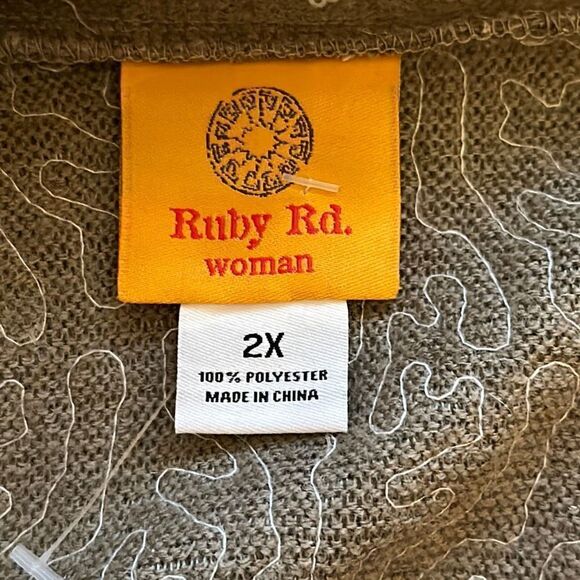 Ruby Rd.
woman
2X
100% POLYESTER
MADE IN CHINA